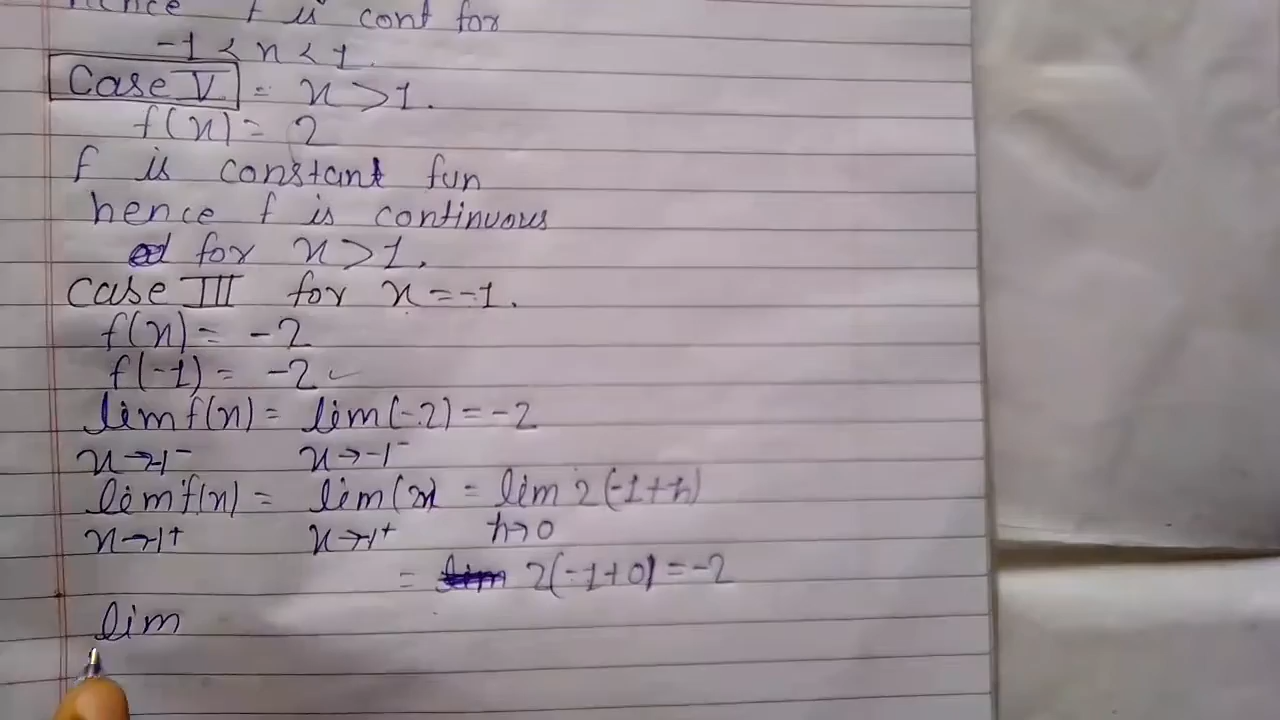 hence f is cont for
-1 < x < 1.
Case V = x > 1.
f(x) = 2
f is constant fun
hence f is continuous
for x > 1.
Case III for x = -1.
f(x) = -2
f(-1) = -2
lim f(x) = lim (-2) = -2
x→-1⁻ x→-1⁻
lim f(x) = lim (2x) = lim 2(-1+h)
x→-1⁺ x→-1⁺ h→0
= 2(-1+0) = -2
lim